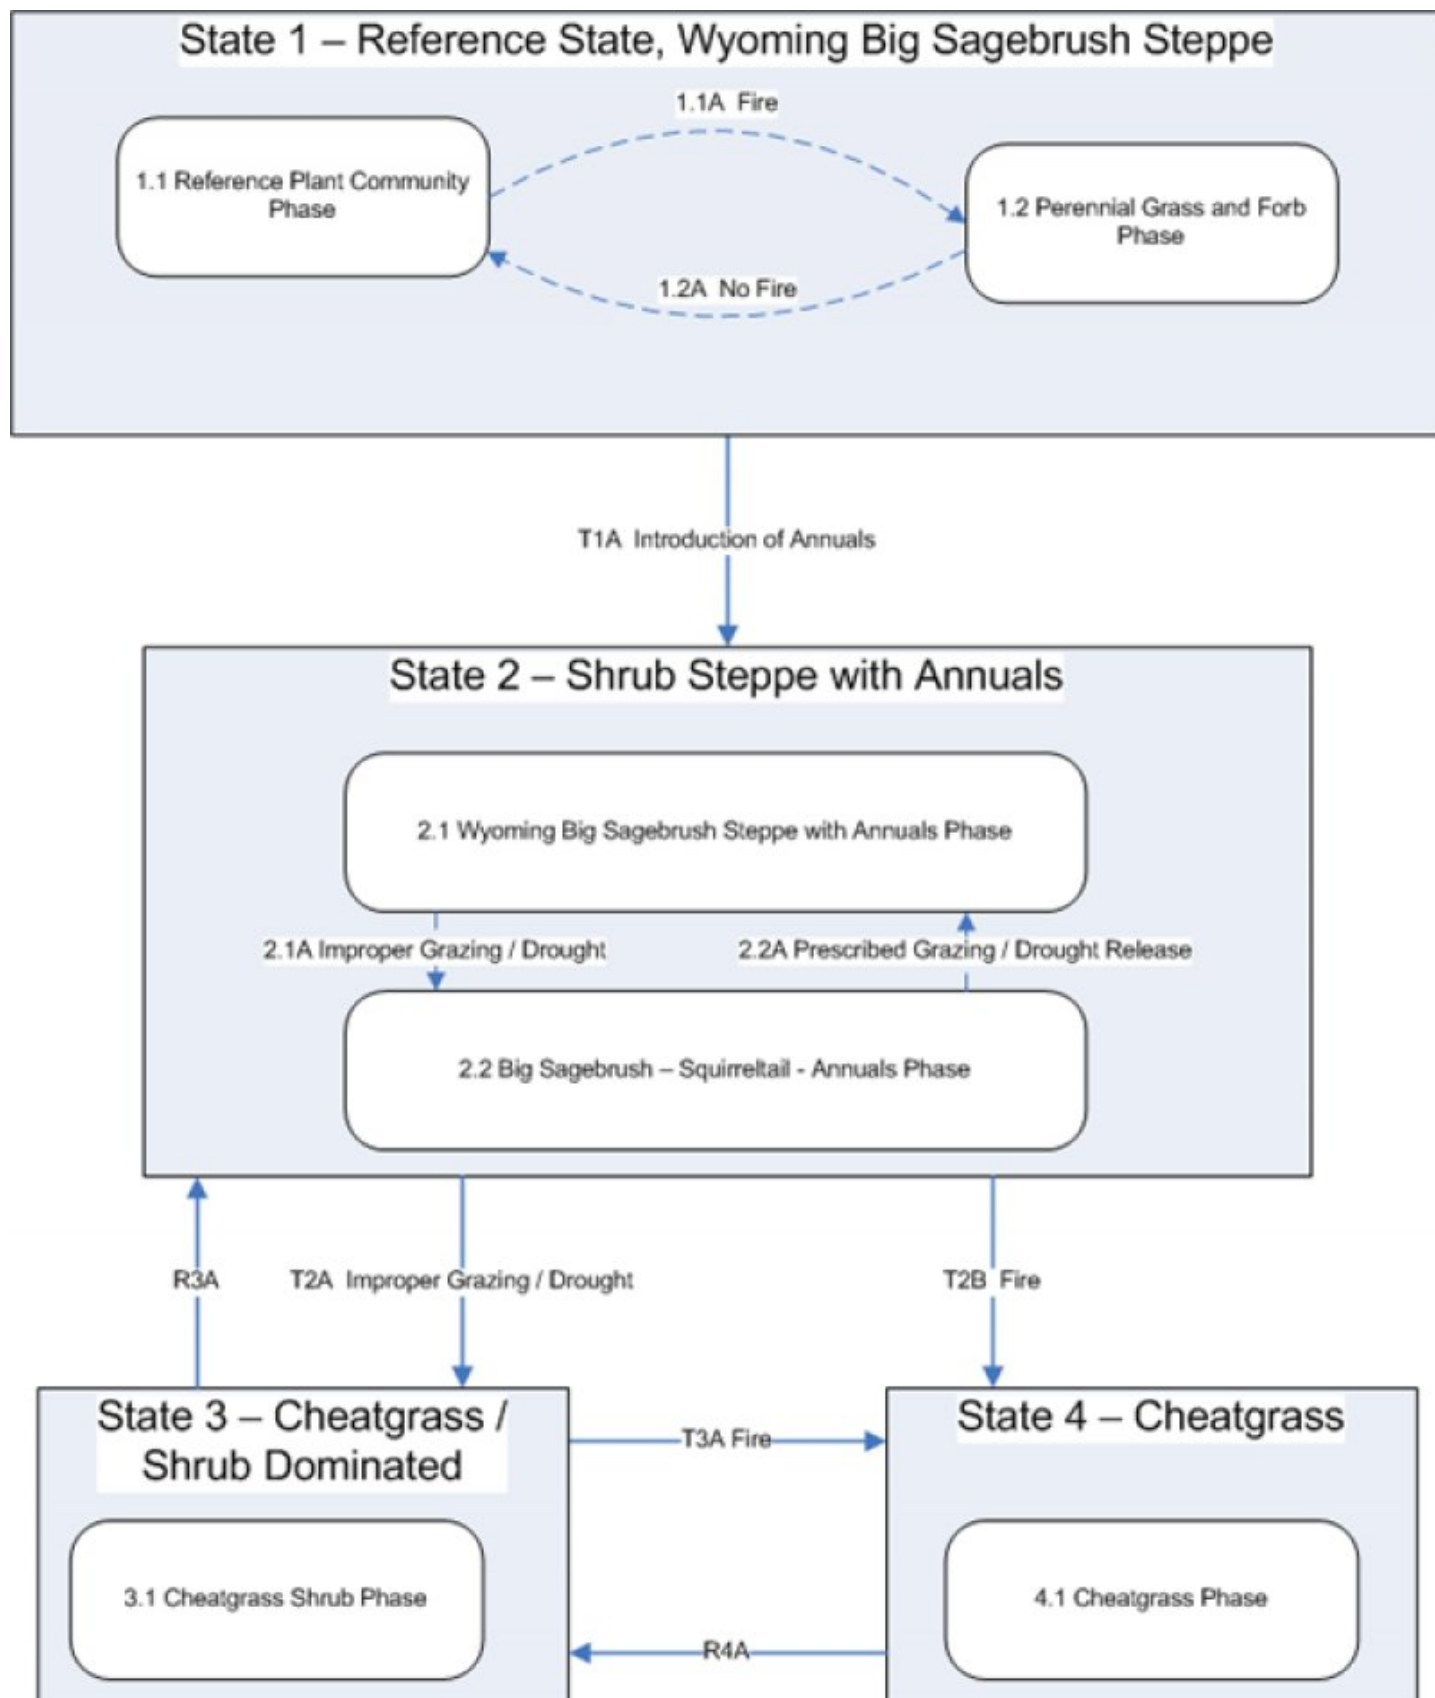 State 1 – Reference State, Wyoming Big Sagebrush Steppe
1.1A  Fire
1.1 Reference Plant Community
Phase
1.2 Perennial Grass and Forb
Phase
1.2A  No Fire
T1A  Introduction of Annuals
State 2 – Shrub Steppe with Annuals
2.1 Wyoming Big Sagebrush Steppe with Annuals Phase
2.1A Improper Grazing / Drought
2.2A Prescribed Grazing / Drought Release
2.2 Big Sagebrush – Squirreltail - Annuals Phase
R3A
T2A  Improper Grazing / Drought
T2B  Fire
State 3 – Cheatgrass /
Shrub Dominated
T3A Fire
State 4 – Cheatgrass
3.1 Cheatgrass Shrub Phase
4.1 Cheatgrass Phase
R4A